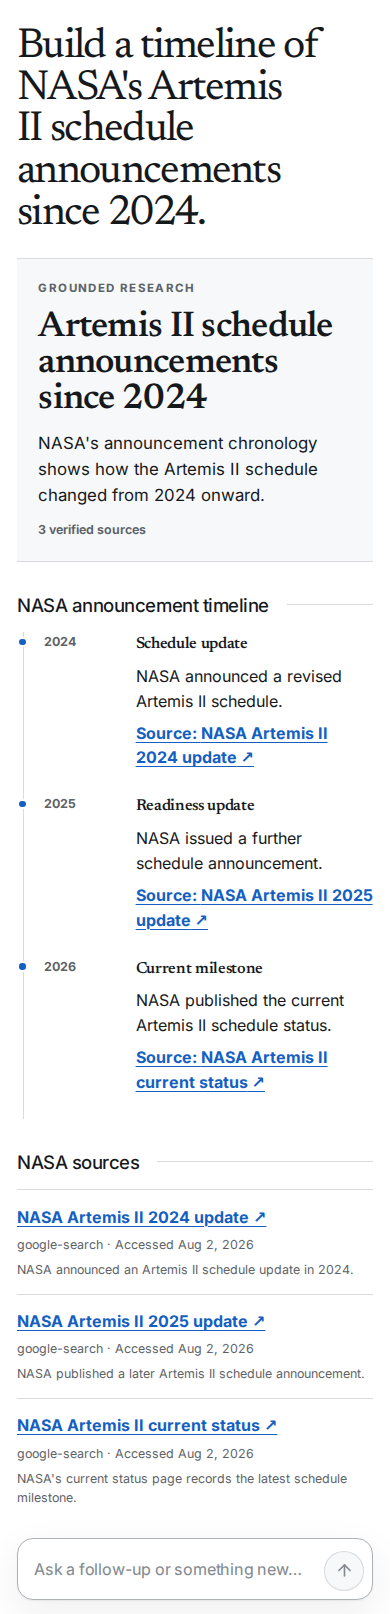 Build a timeline of
NASA's Artemis
II schedule
announcements
since 2024.
GROUNDED RESEARCH
Artemis II schedule
announcements
since 2024
NASA's announcement chronology
shows how the Artemis II schedule
changed from 2024 onward.
3 verified sources
NASA announcement timeline
2024
Schedule update
NASA announced a revised
Artemis II schedule.
Source: NASA Artemis II
2024 update ↗
2025
Readiness update
NASA issued a further
schedule announcement.
Source: NASA Artemis II 2025
update ↗
2026
Current milestone
NASA published the current
Artemis II schedule status.
Source: NASA Artemis II
current status ↗
NASA sources
NASA Artemis II 2024 update ↗
google-search · Accessed Aug 2, 2026
NASA announced an Artemis II schedule update in 2024.
NASA Artemis II 2025 update ↗
google-search · Accessed Aug 2, 2026
NASA published a later Artemis II schedule announcement.
NASA Artemis II current status ↗
google-search · Accessed Aug 2, 2026
NASA's current status page records the latest schedule
milestone.
Ask a follow-up or something new...